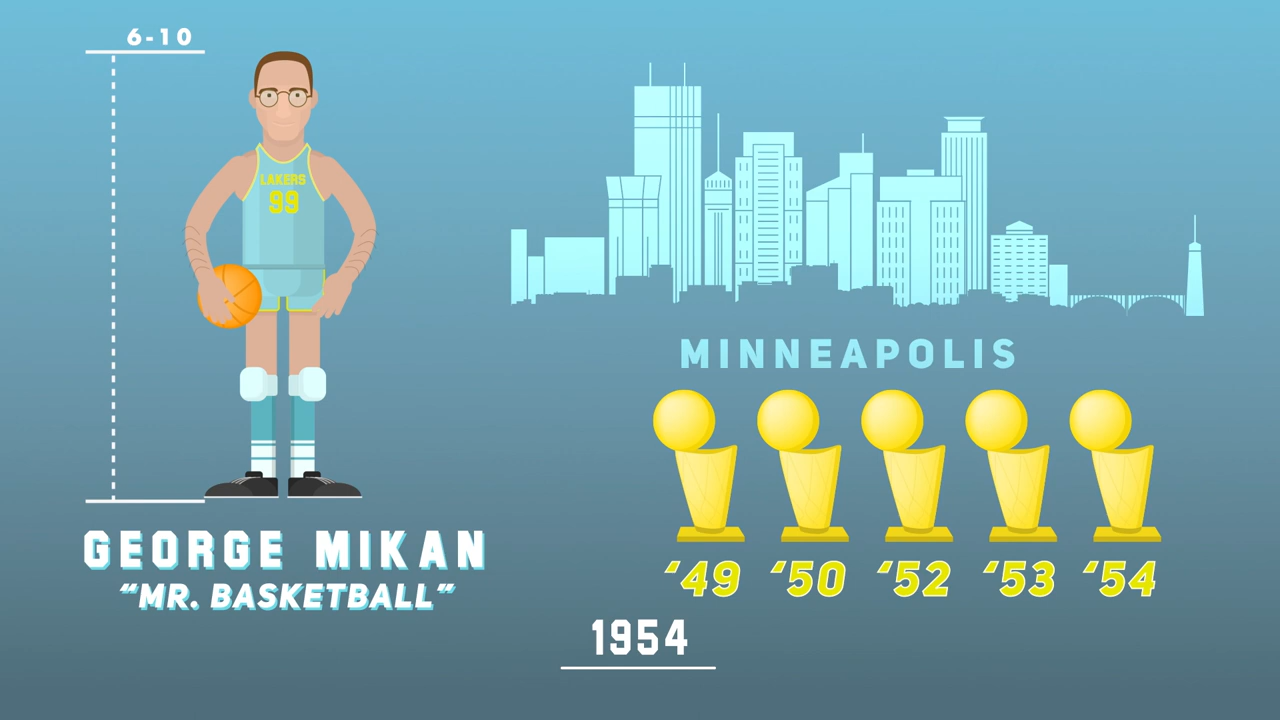 6-10
LAKERS
99
GEORGE MIKAN
“MR. BASKETBALL”
MINNEAPOLIS
‘49 ‘50 ‘52 ‘53 ‘54
1954